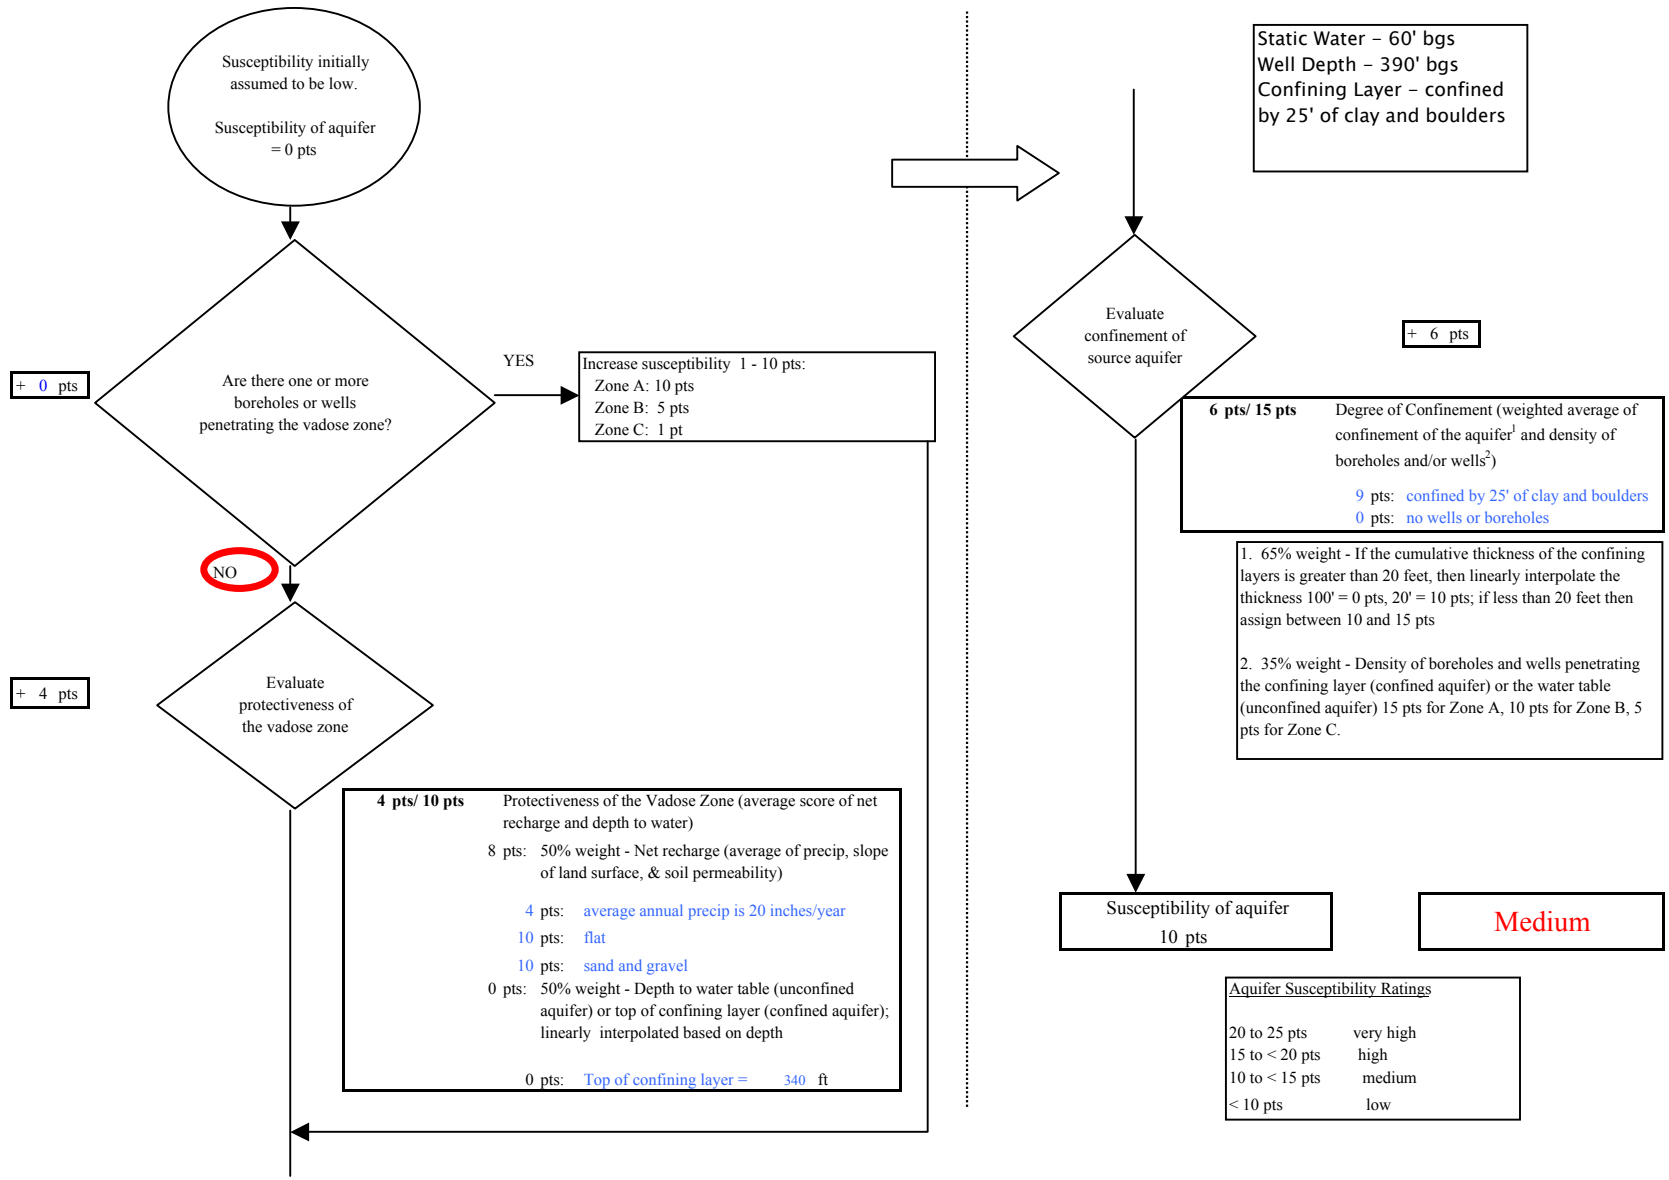 Susceptibility initially
assumed to be low.
Susceptibility of aquifer
= 0 pts
+ 0 pts
Are there one or more
boreholes or wells
penetrating the vadose zone?
YES
Increase susceptibility 1 - 10 pts:
Zone A: 10 pts
Zone B: 5 pts
Zone C: 1 pt
NO
+ 4 pts
Evaluate
protectiveness of
the vadose zone
4 pts/ 10 pts Protectiveness of the Vadose Zone (average score of net
recharge and depth to water)
8 pts: 50% weight - Net recharge (average of precip, slope
of land surface, & soil permeability)
4 pts: average annual precip is 20 inches/year
10 pts: flat
10 pts: sand and gravel
0 pts: 50% weight - Depth to water table (unconfined
aquifer) or top of confining layer (confined aquifer);
linearly interpolated based on depth
0 pts: Top of confining layer = 340 ft
Static Water – 60' bgs
Well Depth – 390' bgs
Confining Layer – confined
by 25' of clay and boulders
Evaluate
confinement of
source aquifer
+ 6 pts
6 pts/ 15 pts Degree of Confinement (weighted average of
confinement of the aquifer¹ and density of
boreholes and/or wells²)
9 pts: confined by 25' of clay and boulders
0 pts: no wells or boreholes
1. 65% weight - If the cumulative thickness of the confining
layers is greater than 20 feet, then linearly interpolate the
thickness 100' = 0 pts, 20' = 10 pts; if less than 20 feet then
assign between 10 and 15 pts
2. 35% weight - Density of boreholes and wells penetrating
the confining layer (confined aquifer) or the water table
(unconfined aquifer) 15 pts for Zone A, 10 pts for Zone B, 5
pts for Zone C.
Susceptibility of aquifer
10 pts
Medium
Aquifer Susceptibility Ratings
20 to 25 pts very high
15 to < 20 pts high
10 to < 15 pts medium
< 10 pts low